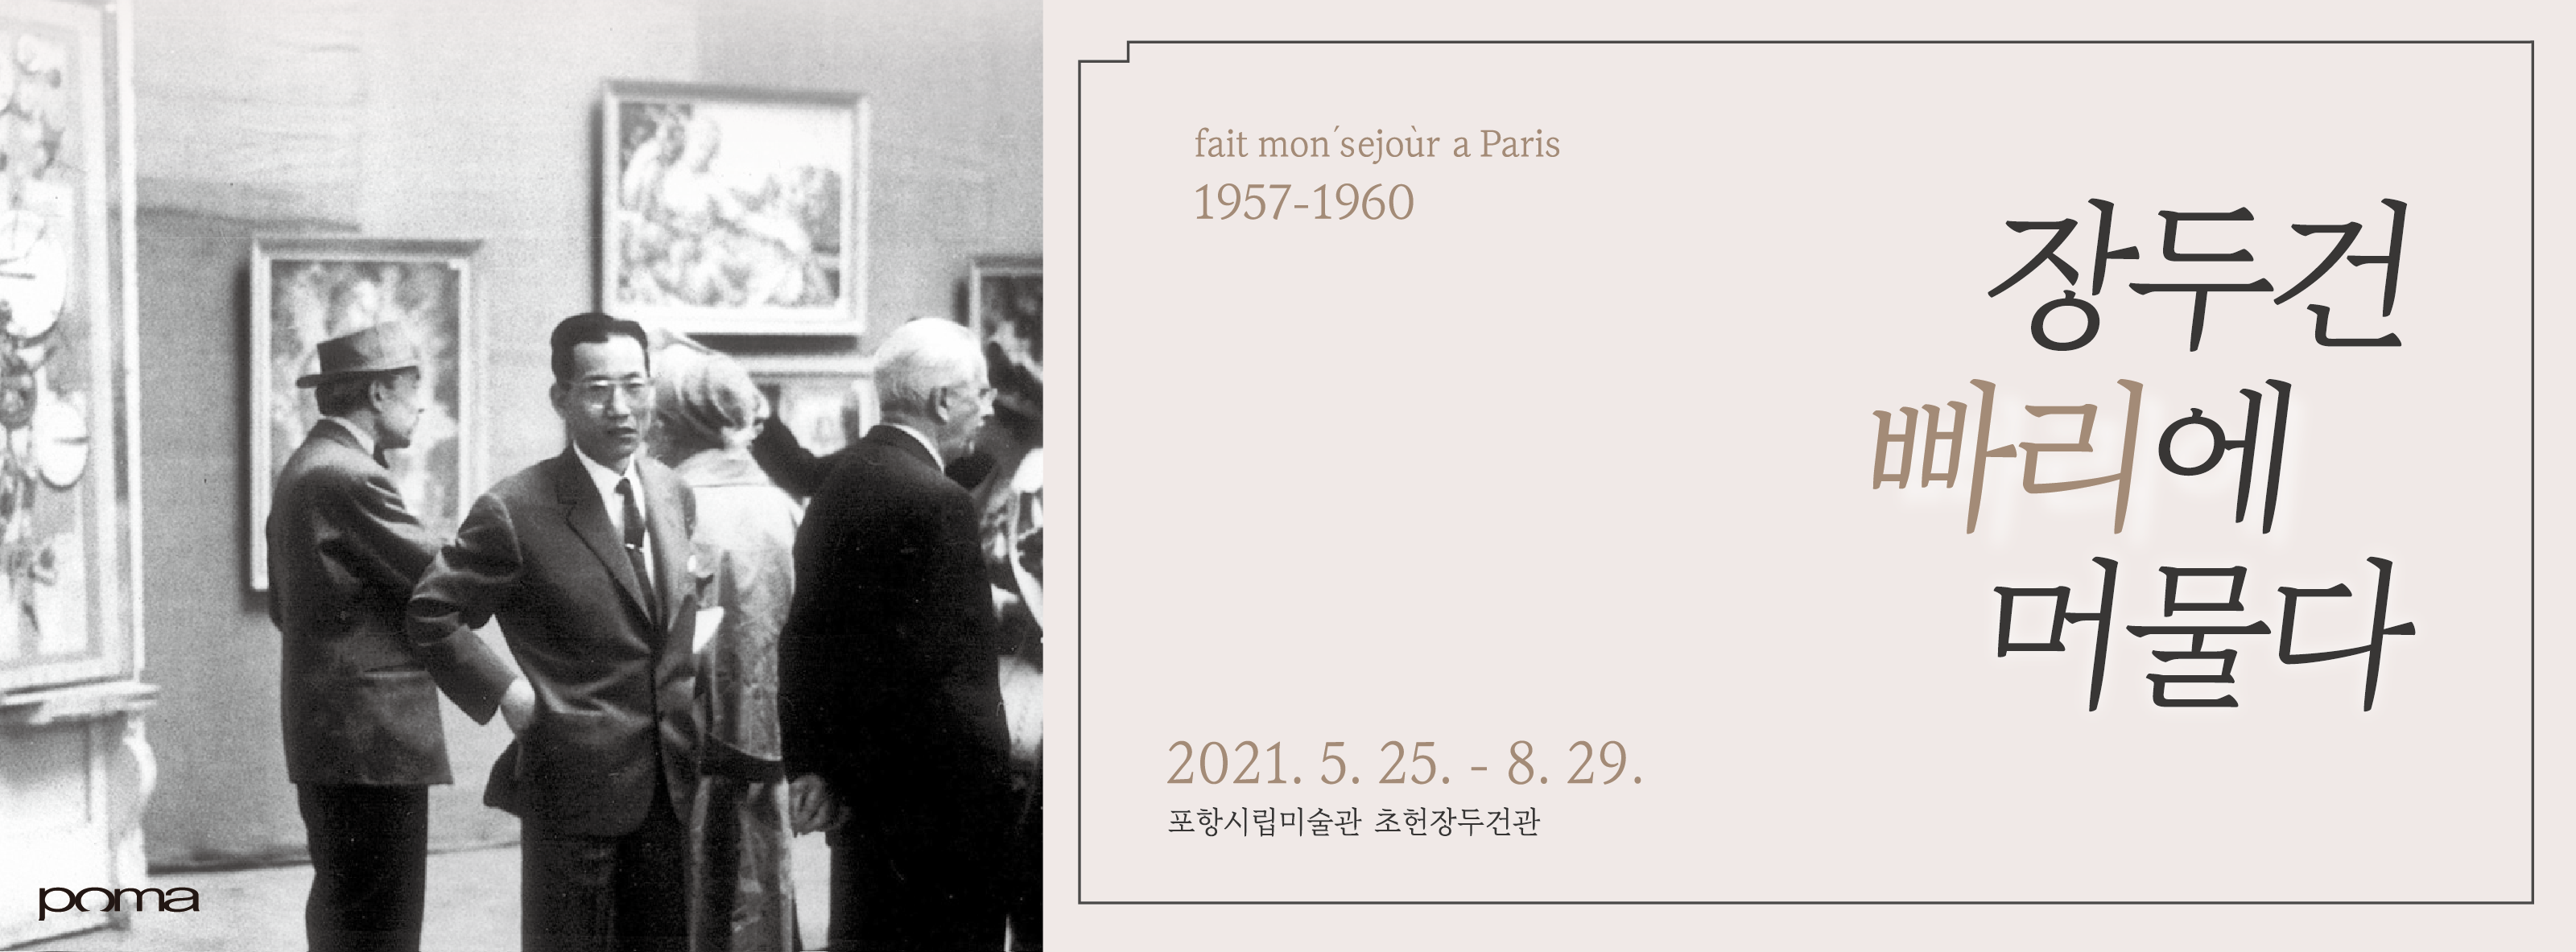 fait mon´sejoùr a Paris
1957-1960
장두건
빠리에
머물다
2021. 5. 25. - 8. 29.
포항시립미술관 초헌장두건관
poma